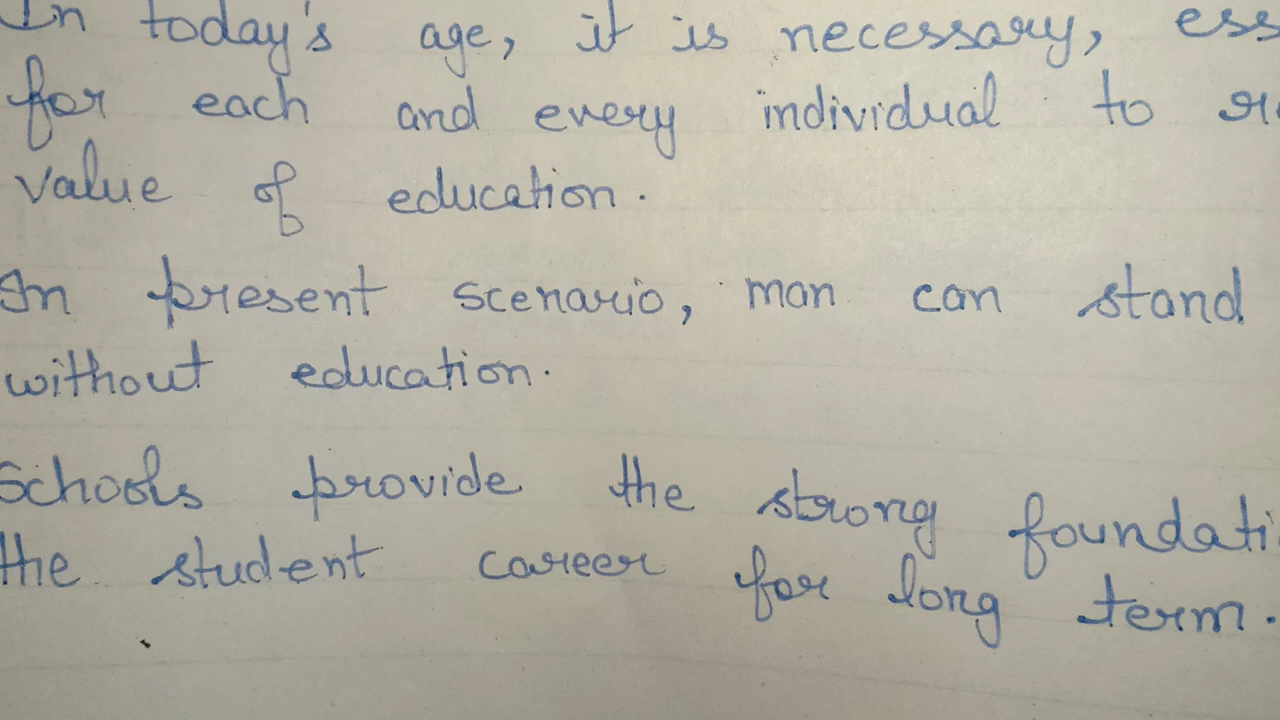 In today's age, it is necessary,
for each and every individual to
value of education.
In present scenario, man can stand
without education.
Schools provide the strong
the student career for long term.